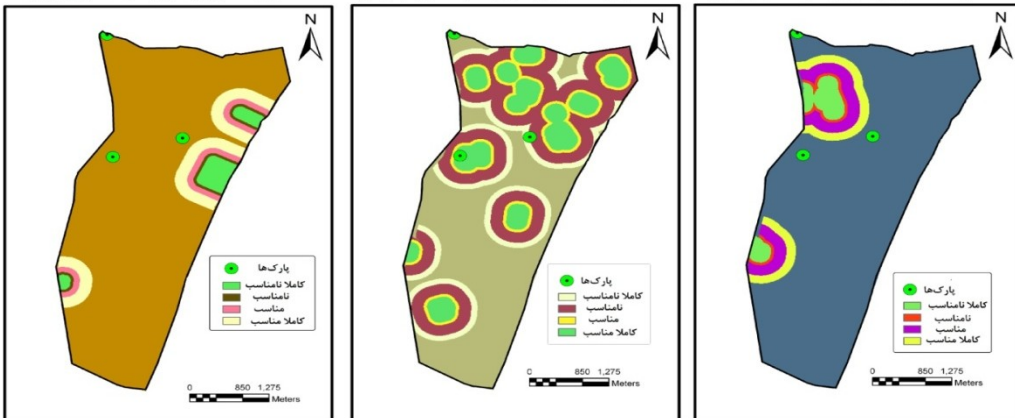 N
پارک‌ها
کاملا نامناسب
نامناسب
مناسب
کاملا مناسب
0 850 1,275
Meters
N
پارک‌ها
کاملا نامناسب
نامناسب
مناسب
کاملا مناسب
0 850 1,275
Meters
N
پارک‌ها
کاملا نامناسب
نامناسب
مناسب
کاملا مناسب
0 850 1,275
Meters